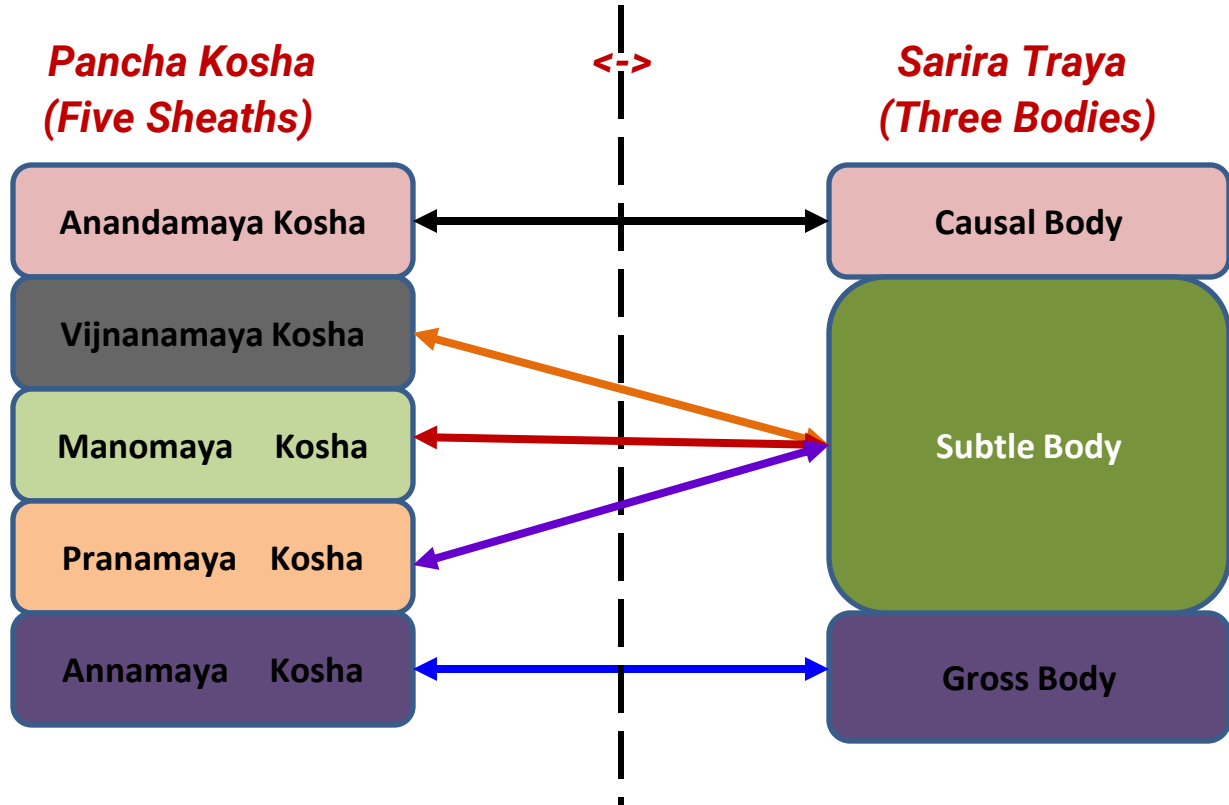 Pancha Kosha
(Five Sheaths)
<->
Sarira Traya
(Three Bodies)
Anandamaya Kosha
Vijnanamaya Kosha
Manomaya Kosha
Pranamaya Kosha
Annamaya Kosha
Causal Body
Subtle Body
Gross Body